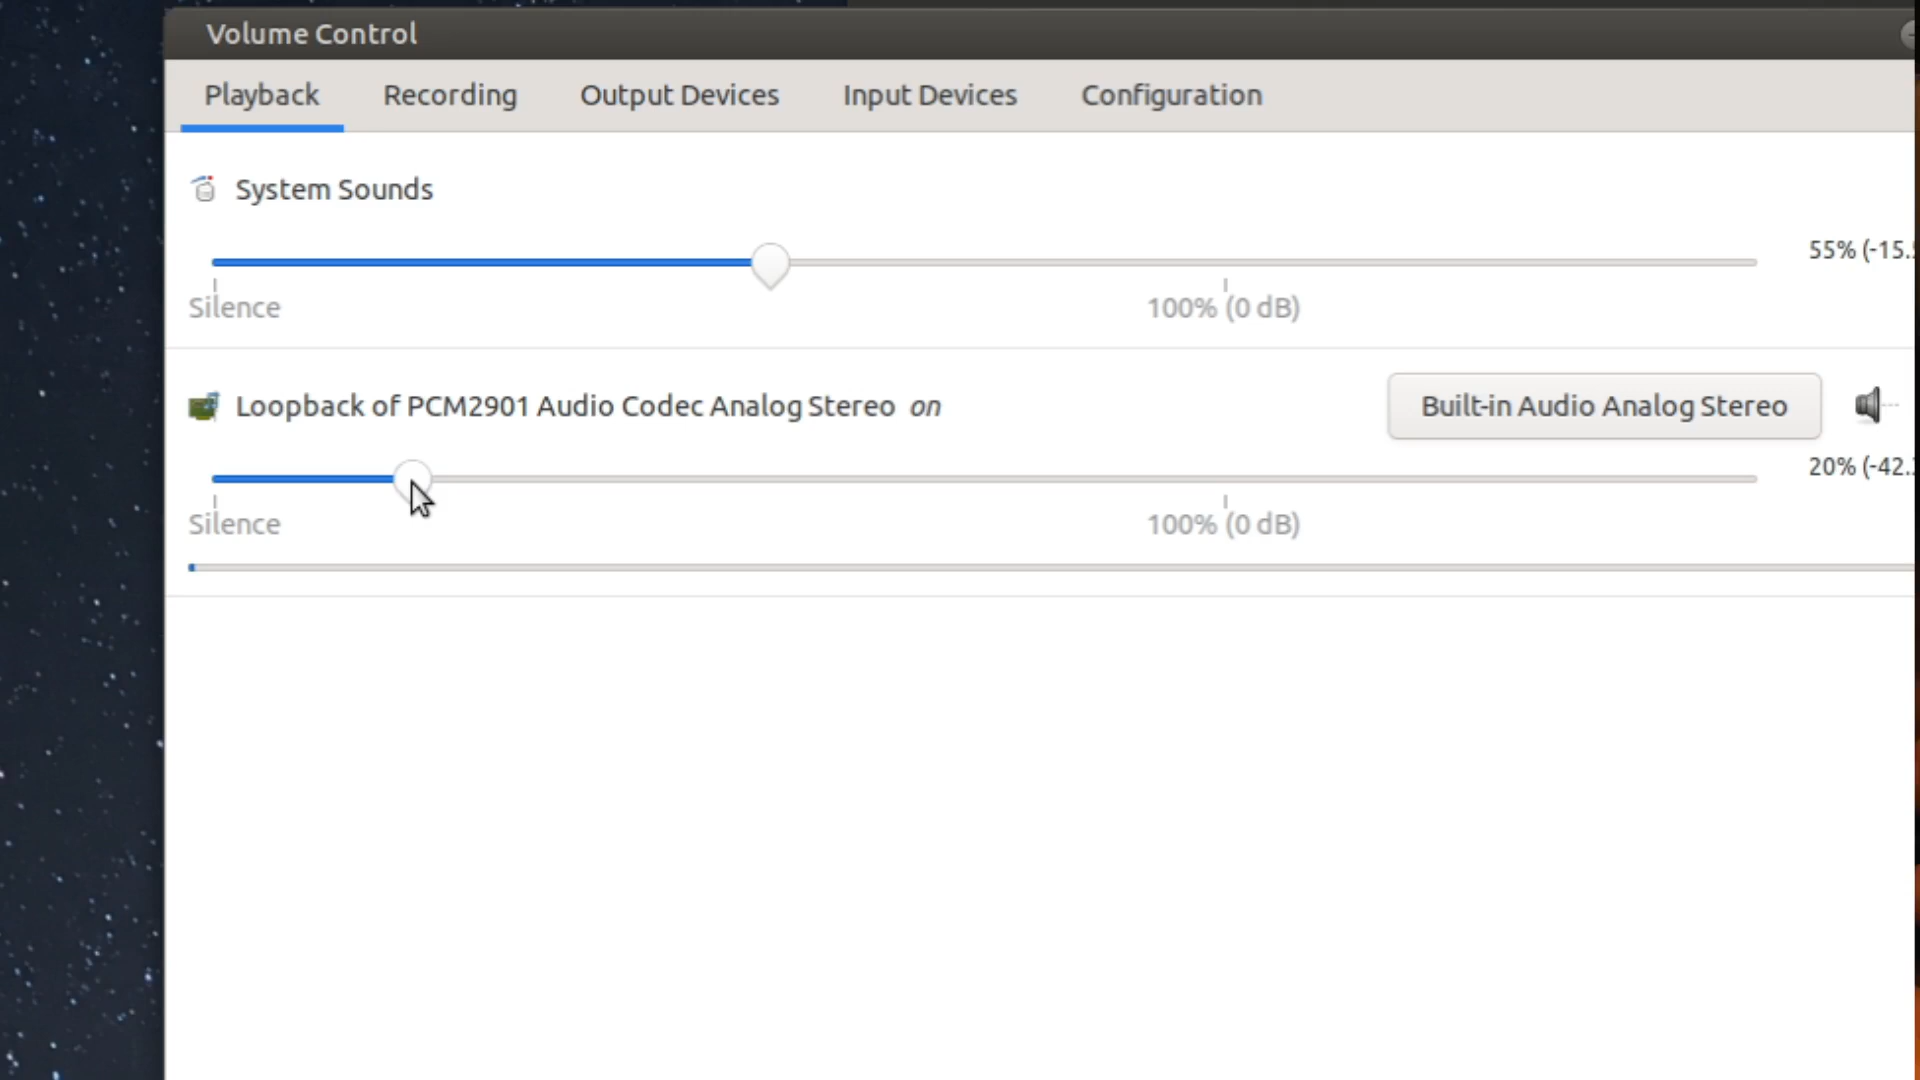 Volume Control
Playback Recording Output Devices Input Devices Configuration
System Sounds
55% (-15.
Silence 100% (0 dB)
Loopback of PCM2901 Audio Codec Analog Stereo on Built-in Audio Analog Stereo
20% (-42.
Silence 100% (0 dB)